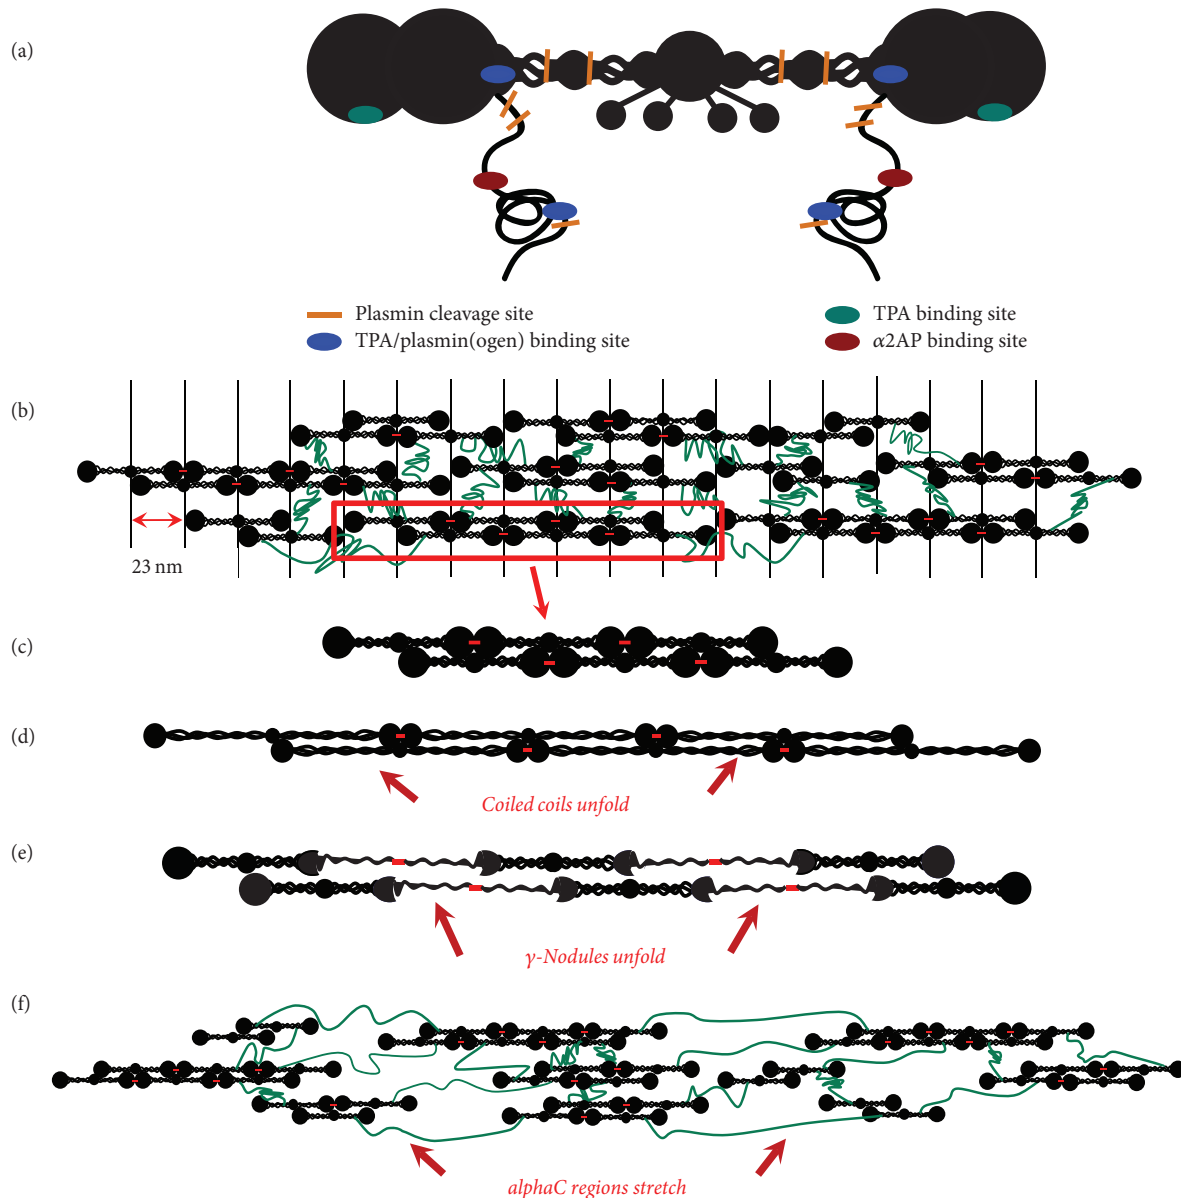 (a)
Plasmin cleavage site
TPA/plasmin(ogen) binding site
TPA binding site
α2AP binding site
(b)
23 nm
(c)
(d)
Coiled coils unfold
(e)
γ-Nodules unfold
(f)
alphaC regions stretch